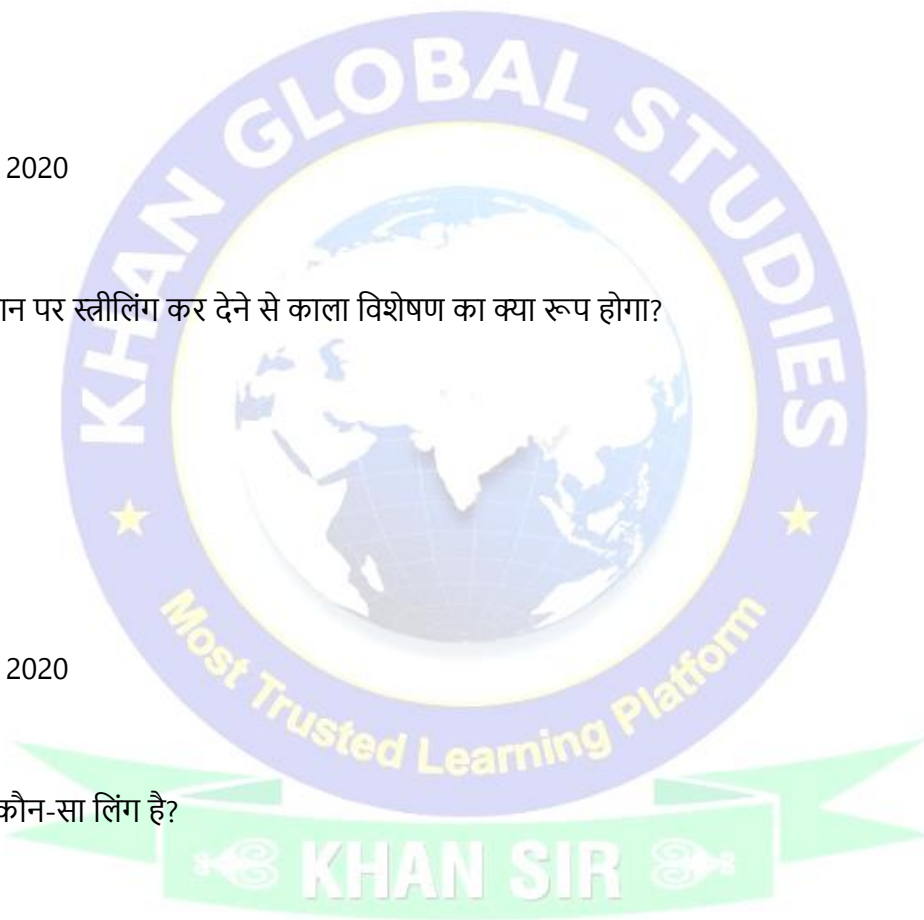 KHAN GLOBAL STUDIES
2020
ान पर स्त्रीलिंग कर देने से काला विशेषण का क्या रूप होगा?
2020
Most Trusted Learning Platform
कौन-सा लिंग है?
KHAN SIR